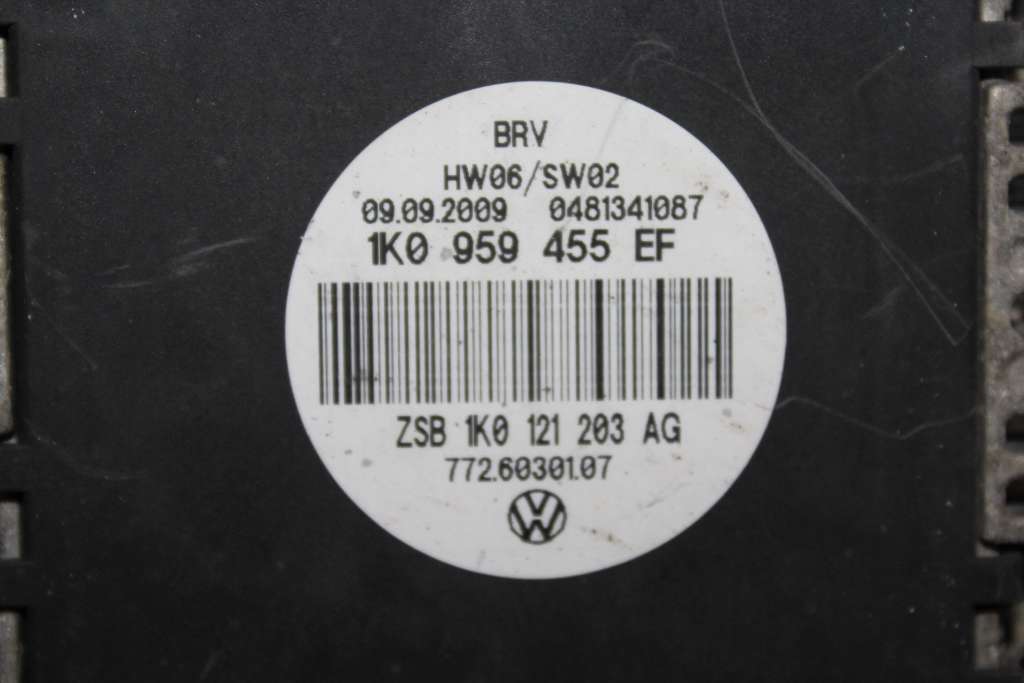 BRV
HW06/SW02
09.09.2009 0481341087
1K0 959 455 EF
ZSB 1K0 121 203 AG
772.60301.07